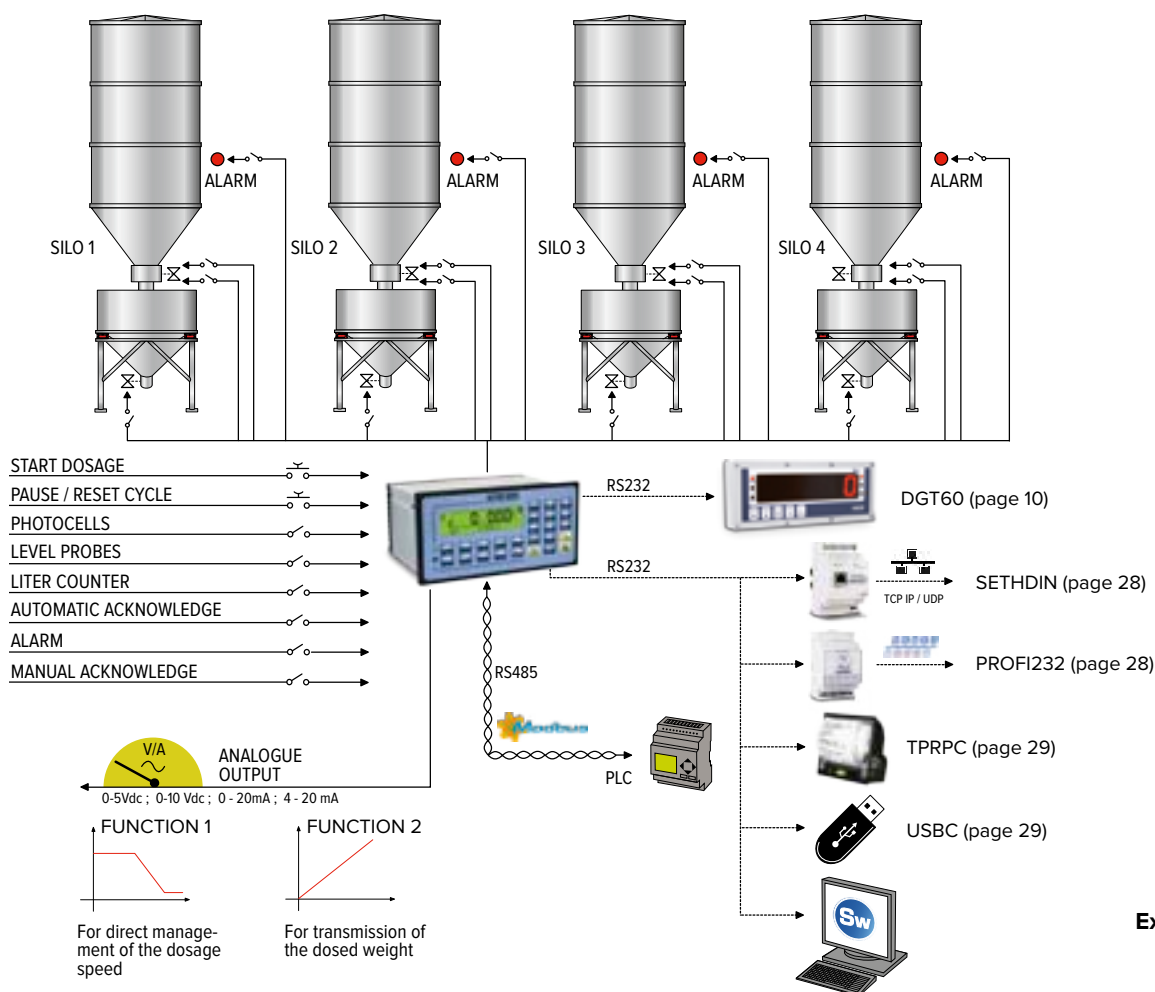 ALARM
ALARM
ALARM
ALARM
SILO 1
SILO 2
SILO 3
SILO 4
START DOSAGE
PAUSE / RESET CYCLE
PHOTOCELLS
LEVEL PROBES
LITER COUNTER
AUTOMATIC ACKNOWLEDGE
ALARM
MANUAL ACKNOWLEDGE
RS232
0
DGT60 (page 10)
RS232
TCP IP / UDP
SETHDIN (page 28)
PROFI232 (page 28)
RS485
Modbus
PLC
TPRPC (page 29)
USBC (page 29)
Sw
Ex
V/A
ANALOGUE
OUTPUT
0-5Vdc ; 0-10 Vdc ; 0 - 20mA ; 4 - 20 mA
FUNCTION 1
For direct manage-
ment of the dosage
speed
FUNCTION 2
For transmission of
the dosed weight